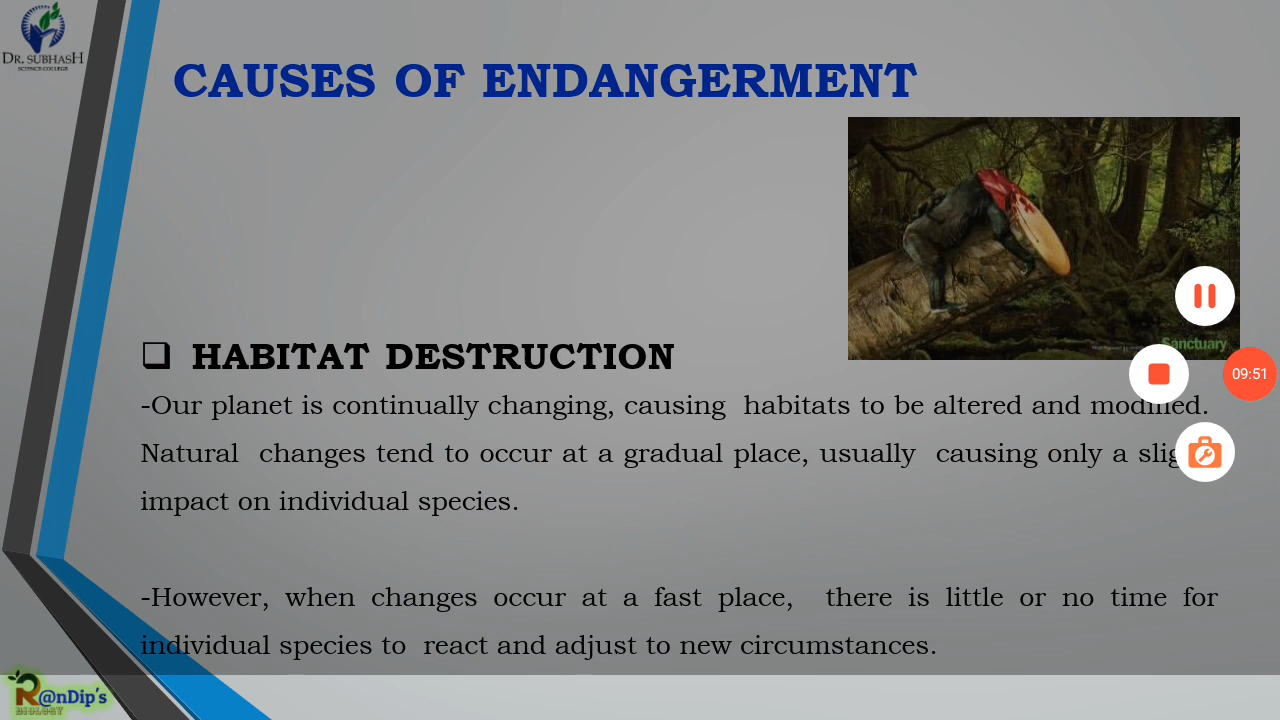 DR. SUBHASH
SCIENCE COLLEGE
CAUSES OF ENDANGERMENT
Sanctuary
❑ HABITAT DESTRUCTION
09:51
-Our planet is continually changing, causing habitats to be altered and modified.
Natural changes tend to occur at a gradual place, usually causing only a
impact on individual species.
-However, when changes occur at a fast place, there is little or no time for
individual species to react and adjust to new circumstances.
R@nDip's
BIOLOGY